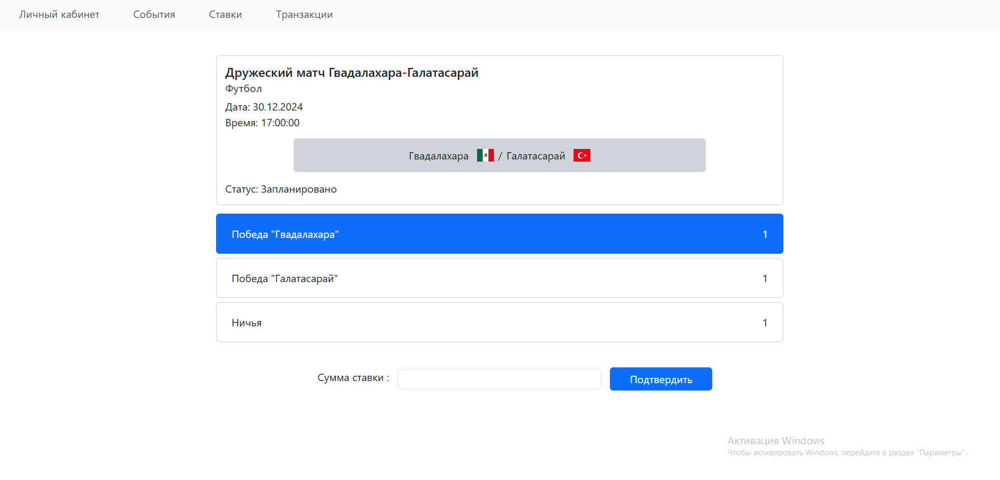 Личный кабинет События Ставки Транзакции
Дружеский матч Гвадалахара-Галатасарай
Футбол
Дата: 30.12.2024
Время: 17:00:00
Гвадалахара / Галатасарай
Статус: Запланировано
Победа "Гвадалахара" 1
Победа "Галатасарай" 1
Ничья 1
Сумма ставки : Подтвердить
Активация Windows
Чтобы активировать Windows, перейдите в раздел "Параметры".